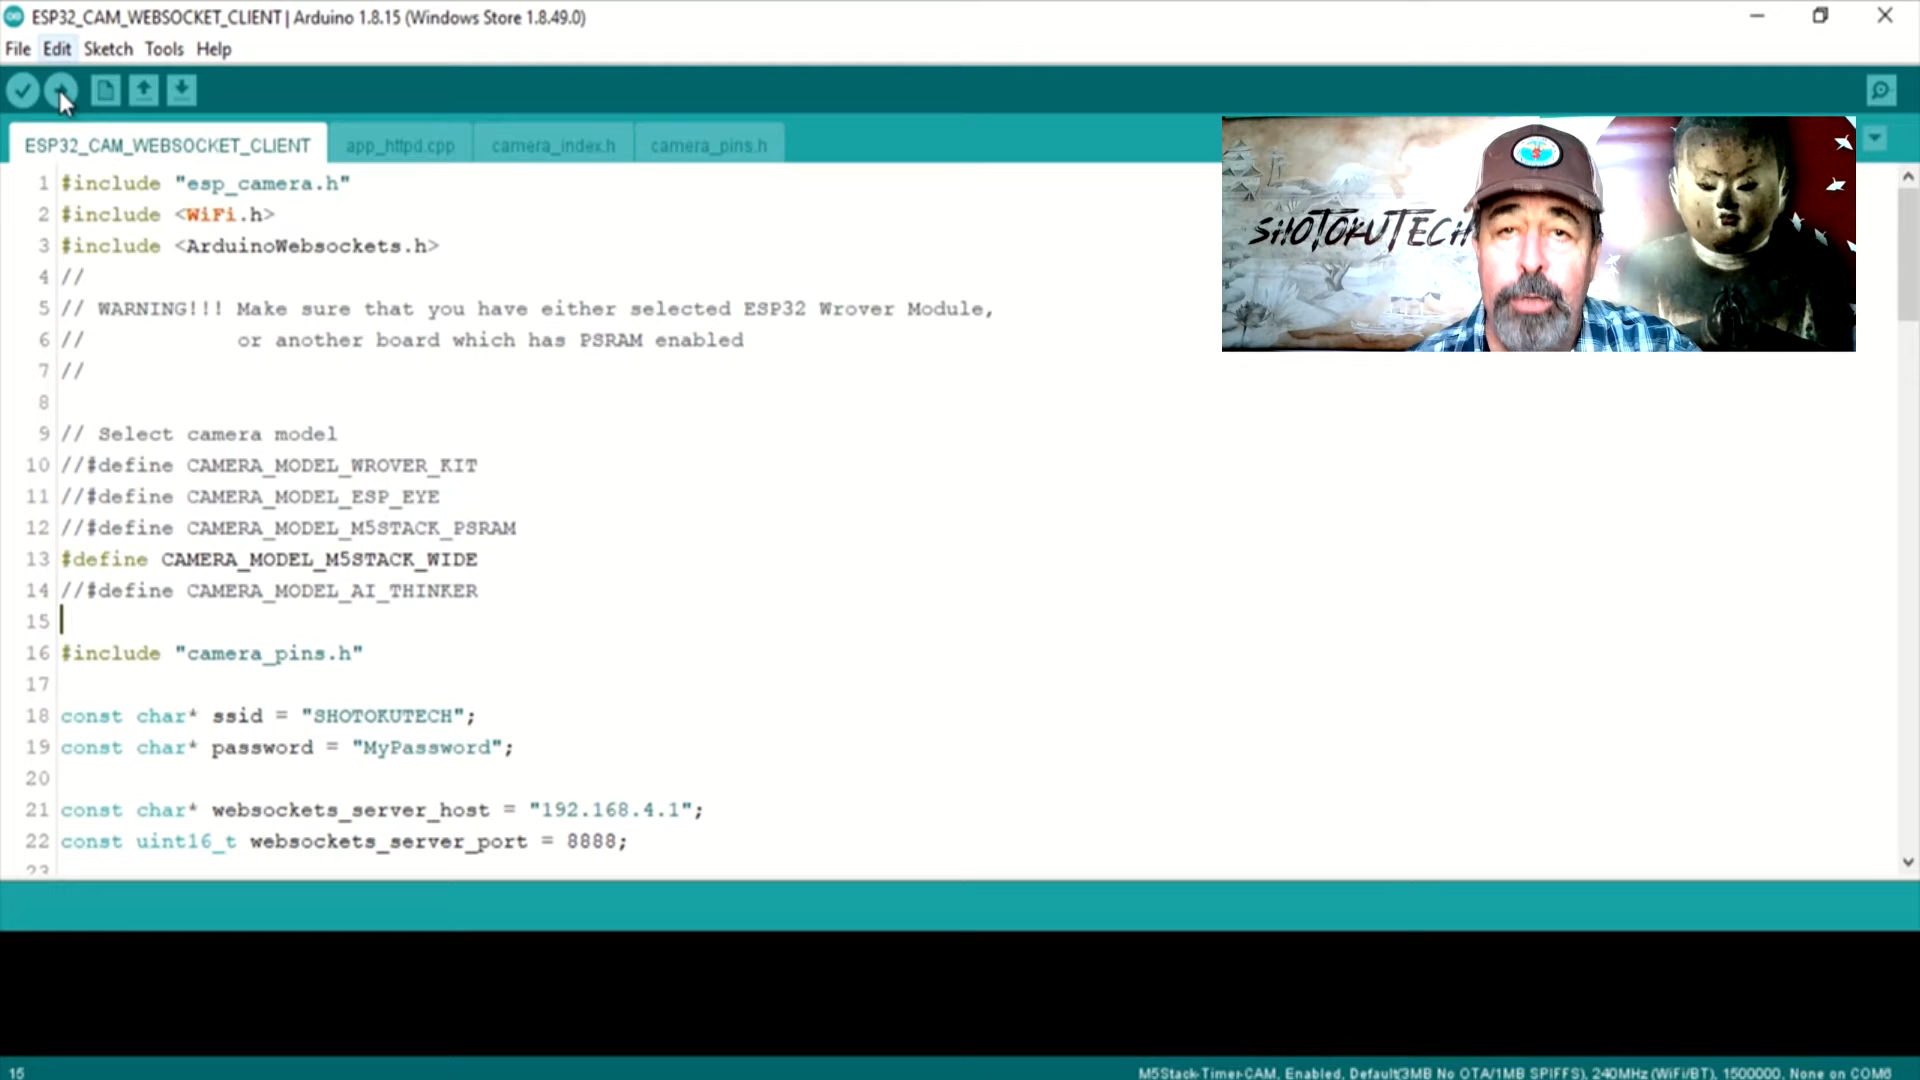 ESP32_CAM_WEBSOCKET_CLIENT | Arduino 1.8.15 (Windows Store 1.8.49.0)
File Edit Sketch Tools Help
ESP32_CAM_WEBSOCKET_CLIENT app_httpd.cpp camera_index.h camera_pins.h
SHOTOKUTECH
1 #include "esp_camera.h"
2 #include <WiFi.h>
3 #include <ArduinoWebsockets.h>
4 //
5 // WARNING!!! Make sure that you have either selected ESP32 Wrover Module,
6 // or another board which has PSRAM enabled
7 //
8
9 // Select camera model
10 //#define CAMERA_MODEL_WROVER_KIT
11 //#define CAMERA_MODEL_ESP_EYE
12 //#define CAMERA_MODEL_M5STACK_PSRAM
13 #define CAMERA_MODEL_M5STACK_WIDE
14 //#define CAMERA_MODEL_AI_THINKER
15
16 #include "camera_pins.h"
17
18 const char* ssid = "SHOTOKUTECH";
19 const char* password = "MyPassword";
20
21 const char* websockets_server_host = "192.168.4.1";
22 const uint16_t websockets_server_port = 8888;
23
15 M5Stack-Timer-CAM, Enabled, Default(3MB No OTA/1MB SPIFFS), 240MHz (WiFi/BT), 1500000, None on COM6